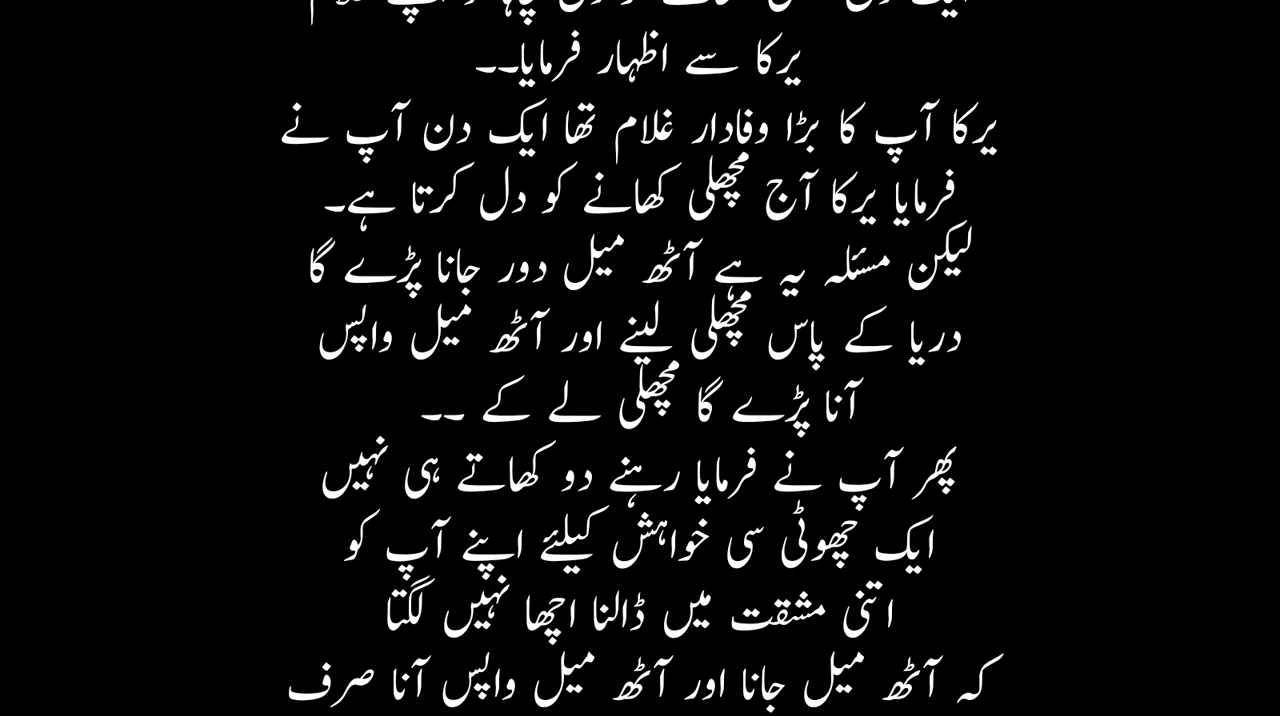 یرکا سے اظہار فرمایا۔۔
یرکا آپ کا بڑا وفادار غلام تھا ایک دن آپ نے
فرمایا یرکا آج مچھلی کھانے کو دل کرتا ہے۔
لیکن مسئلہ یہ ہے آٹھ میل دور جانا پڑے گا
دریا کے پاس مچھلی لینے اور آٹھ میل واپس
آنا پڑے گا مچھلی لے کے ۔۔
پھر آپ نے فرمایا رہنے دو کھاتے ہی نہیں
ایک چھوٹی سی خواہش کیلئے اپنے آپ کو
اتنی مشقت میں ڈالنا اچھا نہیں لگتا
کہ آٹھ میل جانا اور آٹھ میل واپس آنا صرف